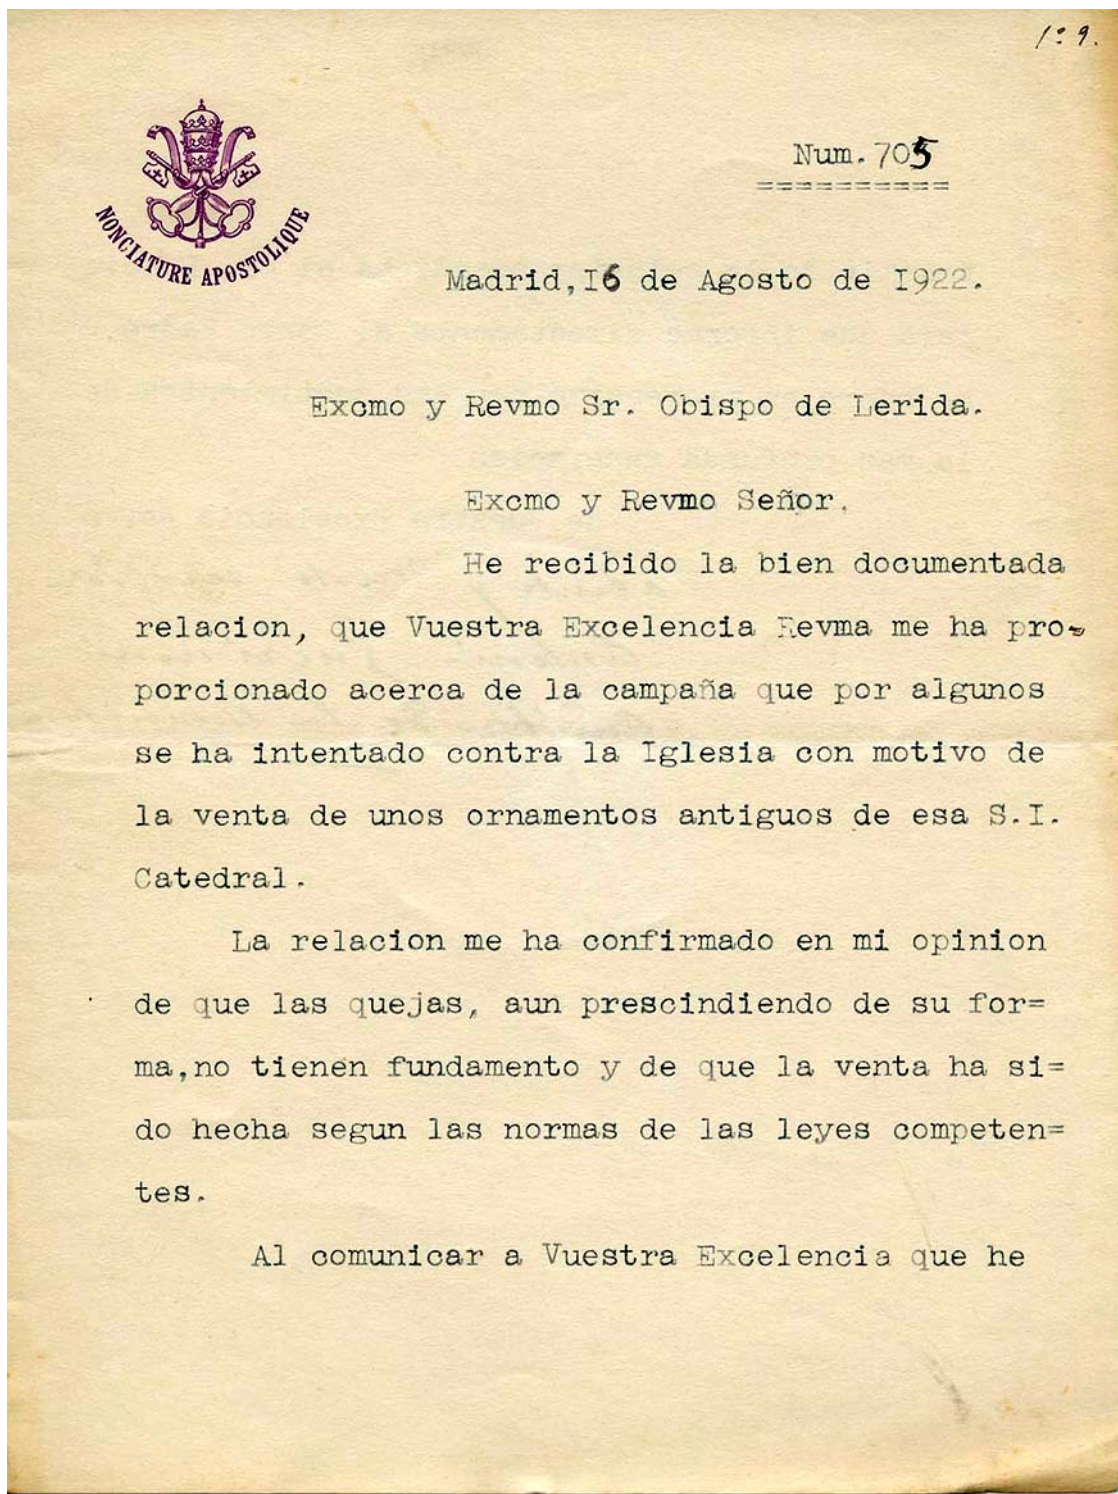 1º 9.
NONCIATURE APOSTOLIQUE
Num. 705
==========
Madrid, I6 de Agosto de I922.
Excmo y Revmo Sr. Obispo de Lerida.
Excmo y Revmo Señor.
He recibido la bien documentada
relacion, que Vuestra Excelencia Revma me ha pro-
porcionado acerca de la campaña que por algunos
se ha intentado contra la Iglesia con motivo de
la venta de unos ornamentos antiguos de esa S.I.
Catedral.
La relacion me ha confirmado en mi opinion
de que las quejas, aun prescindiendo de su for=
ma,no tienen fundamento y de que la venta ha si=
do hecha segun las normas de las leyes competen=
tes.
Al comunicar a Vuestra Excelencia que he